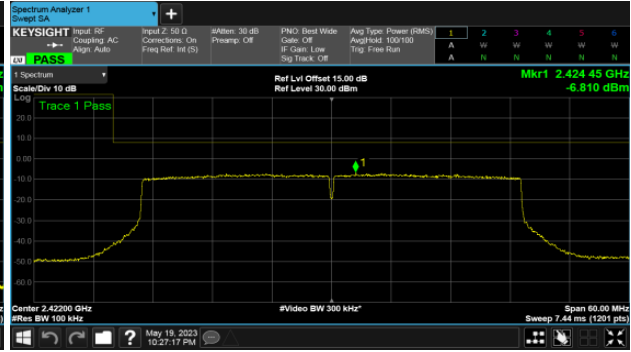 Spectrum Analyzer 1
Swept SA
+
KEYSIGHT Input: RF Input Z: 50 Ω #Atten: 30 dB PNO: Best Wide Avg Type: Power (RMS) 1 2 3 4 5 6
Coupling: AC Corrections: On Preamp: Off Gate: Off Avg|Hold: 100/100 A W W W W W
Align: Auto Freq Ref: Int (S) IF Gain: Low Trig: Free Run
Sig Track: Off A N N N N N
LXI PASS
1 Spectrum Ref Lvl Offset 15.00 dB Mkr1 2.424 45 GHz
Scale/Div 10 dB Ref Level 30.00 dBm -6.810 dBm
Log
Trace 1 Pass
20.0
10.0
0.00
1
-10.0
-20.0
-30.0
-40.0
-50.0
-60.0
Center 2.42200 GHz #Video BW 300 kHz* Span 60.00 MHz
#Res BW 100 kHz Sweep 7.44 ms (1201 pts)
? May 19, 2023
10:27:17 PM